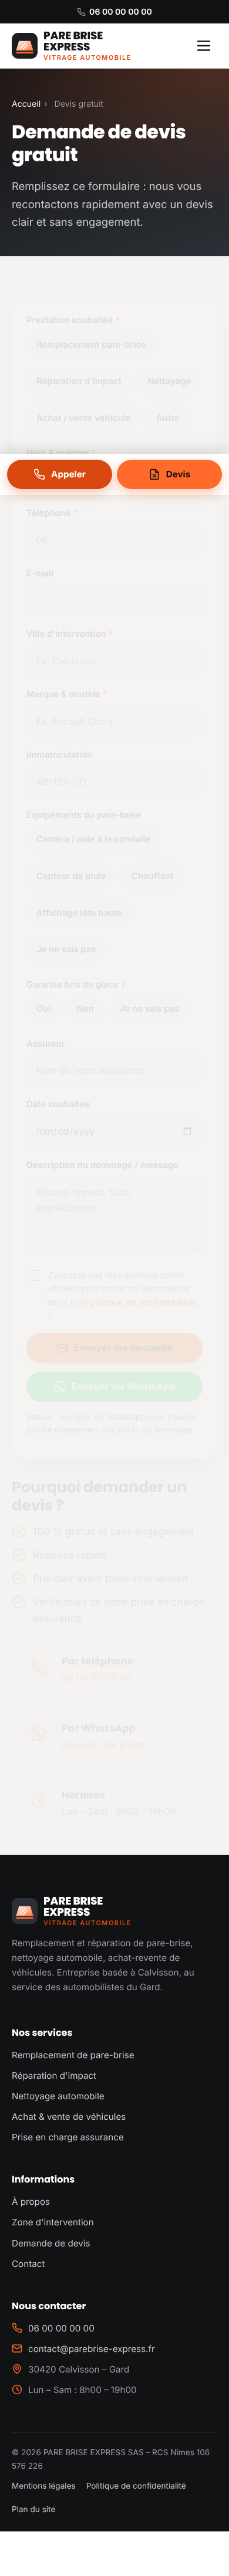 06 00 00 00 00
PARE BRISE
EXPRESS
VITRAGE AUTOMOBILE
Accueil › Devis gratuit
Demande de devis
gratuit
Remplissez ce formulaire : nous vous
recontactons rapidement avec un devis
clair et sans engagement.
Prestation souhaitée *
Remplacement pare-brise
Réparation d'impact Nettoyage
Achat / vente véhicule Autre
Nom & prénom *
Appeler Devis
Téléphone *
06...
E-mail
Ville d'intervention *
Ex. Calvisson
Marque & modèle *
Ex. Renault Clio V
Immatriculation
AB-123-CD
Équipements du pare-brise
Caméra / aide à la conduite
Capteur de pluie Chauffant
Affichage tête haute
Je ne sais pas
Garantie bris de glace ?
Oui Non Je ne sais pas
Assureur
Nom de votre assurance
Date souhaitée
mm/dd/yyyy
Description du dommage / message
Fissure, impact, taille,
emplacement...
J'accepte que mes données soient
utilisées pour traiter ma demande de
devis (voir politique de confidentialité).
*
Envoyer ma demande
Envoyer via WhatsApp
Astuce : envoyez via WhatsApp pour pouvoir
joindre directement une photo du dommage.
Pourquoi demander un
devis ?
100 % gratuit et sans engagement
Réponse rapide
Prix clair avant toute intervention
Vérification de votre prise en charge
assurance
Par téléphone
06 00 00 00 00
Par WhatsApp
Envoyer une photo
Horaires
Lun – Sam : 8h00 – 19h00
PARE BRISE
EXPRESS
VITRAGE AUTOMOBILE
Remplacement et réparation de pare-brise,
nettoyage automobile, achat-revente de
véhicules. Entreprise basée à Calvisson, au
service des automobilistes du Gard.
Nos services
Remplacement de pare-brise
Réparation d'impact
Nettoyage automobile
Achat & vente de véhicules
Prise en charge assurance
Informations
À propos
Zone d'intervention
Demande de devis
Contact
Nous contacter
06 00 00 00 00
contact@parebrise-express.fr
30420 Calvisson – Gard
Lun – Sam : 8h00 – 19h00
© 2026 PARE BRISE EXPRESS SAS – RCS Nîmes 106
576 226
Mentions légales Politique de confidentialité
Plan du site